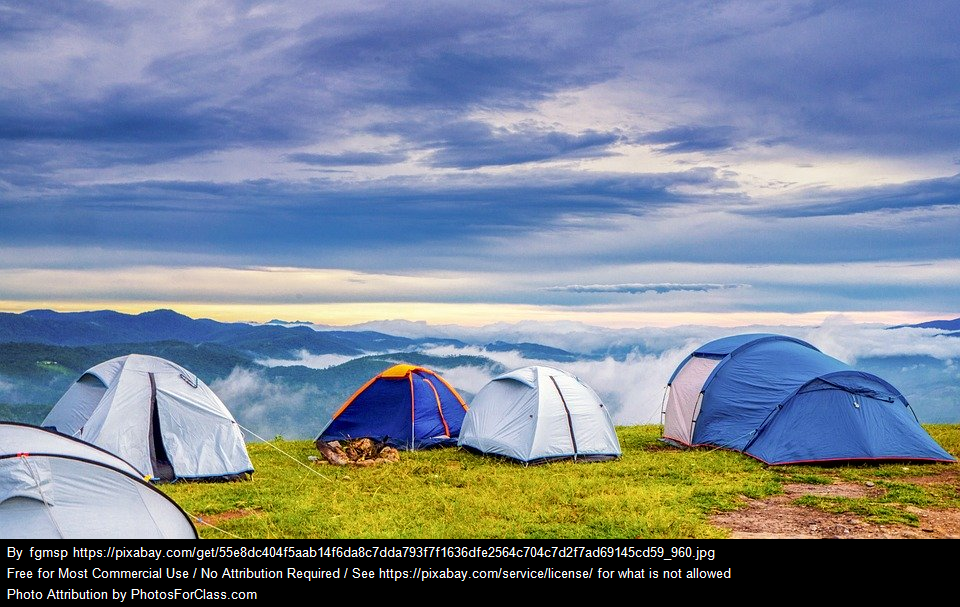 By fgmsp https://pixabay.com/get/55e8dc404f5aab14f6da8c7dda793f7f1636dfe2564c704c7d2f7ad69145cd59_960.jpg
Free for Most Commercial Use / No Attribution Required / See https://pixabay.com/service/license/ for what is not allowed
Photo Attribution by PhotosForClass.com